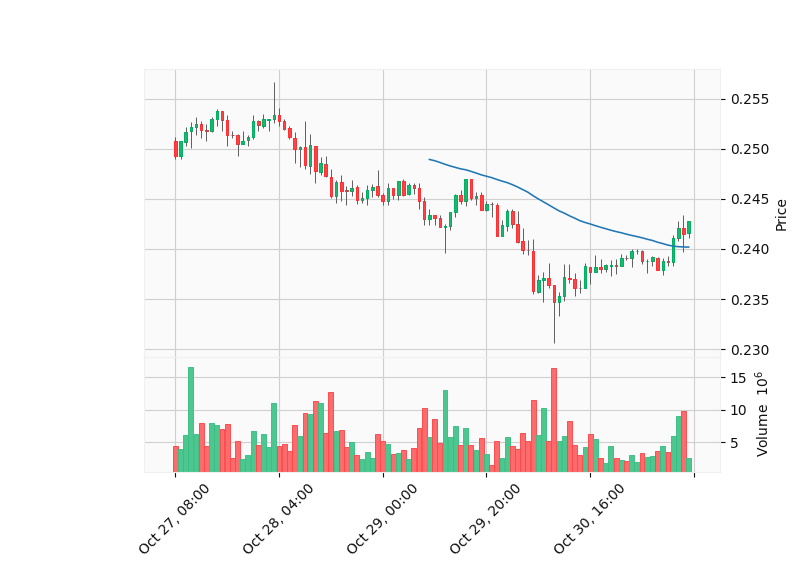 0.255
0.250
0.245
0.240
0.235
0.230
Price
15
10
5
Volume 10^6
Oct 27, 08:00
Oct 28, 04:00
Oct 29, 00:00
Oct 29, 20:00
Oct 30, 16:00